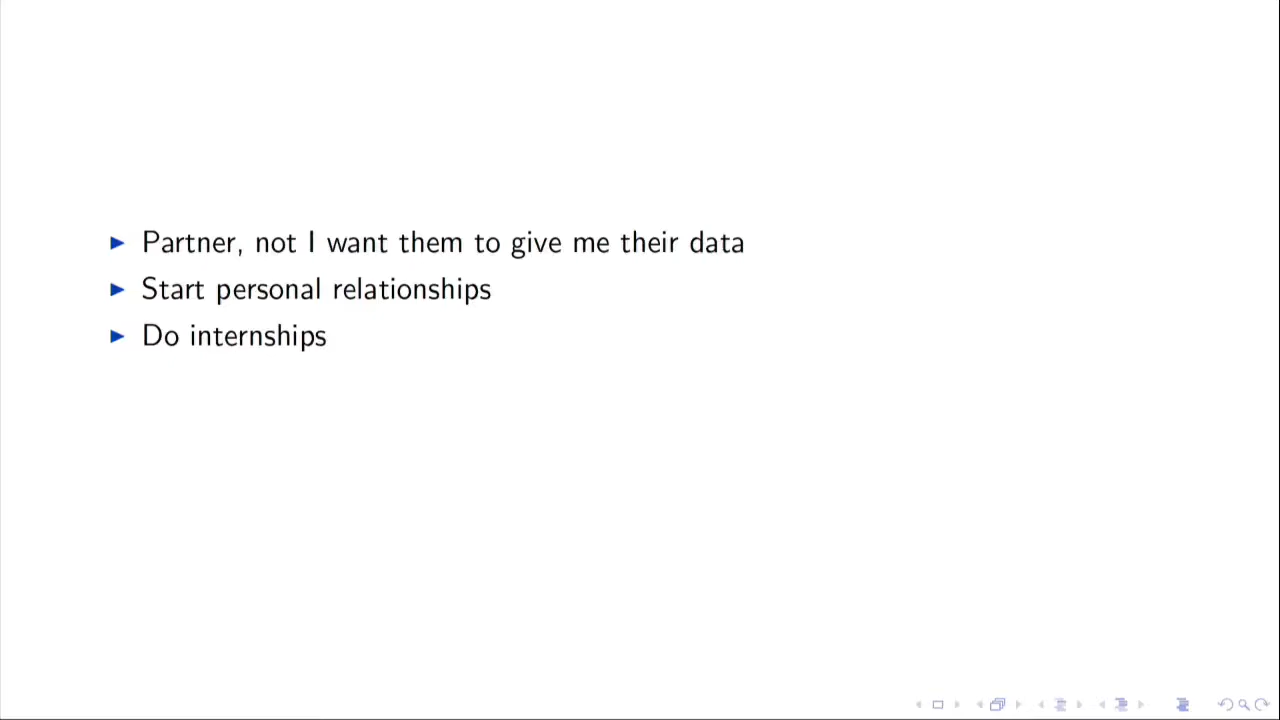 Partner, not I want them to give me their data
Start personal relationships
Do internships